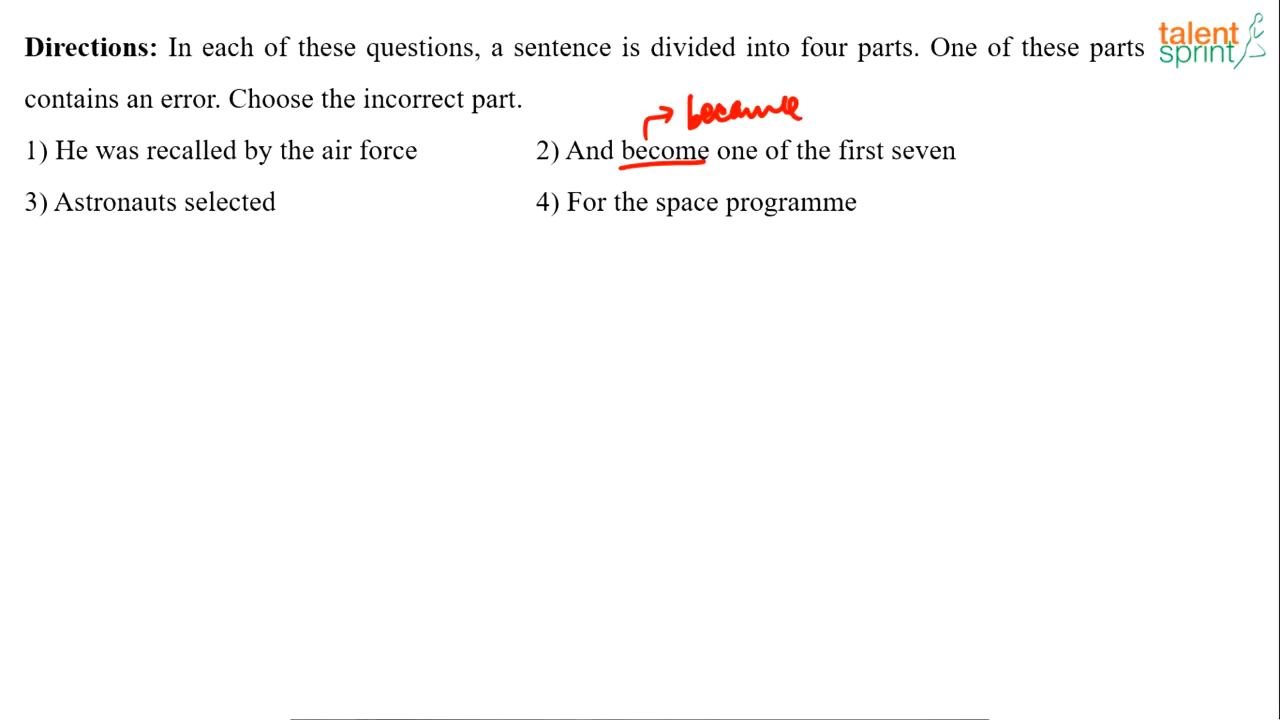 Directions: In each of these questions, a sentence is divided into four parts. One of these parts
talent
sprint
contains an error. Choose the incorrect part.
became
1) He was recalled by the air force
2) And become one of the first seven
3) Astronauts selected
4) For the space programme